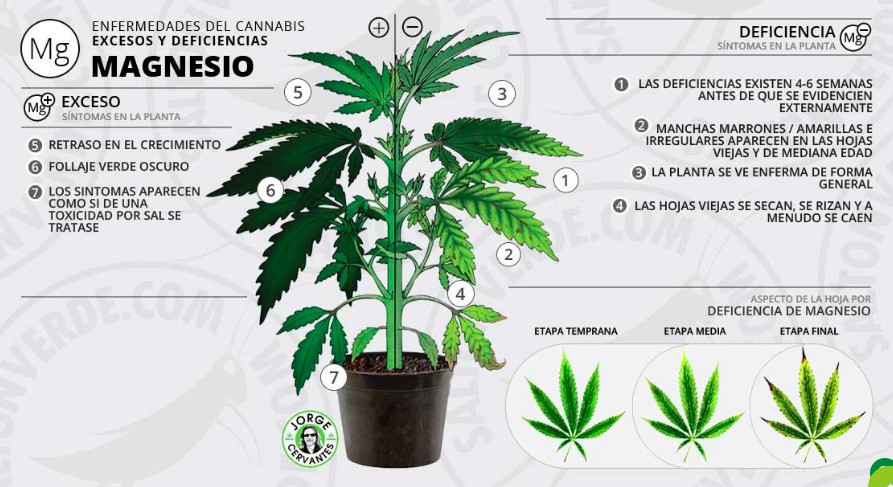 Mg
ENFERMEDADES DEL CANNABIS
EXCESOS Y DEFICIENCIAS
MAGNESIO
Mg
EXCESO
SÍNTOMAS EN LA PLANTA
5 RETRASO EN EL CRECIMIENTO
6 FOLLAJE VERDE OSCURO
7 LOS SINTOMAS APARECEN
COMO SI DE UNA
TOXICIDAD POR SAL SE
TRATASE
+ −
5
3
6
1
2
4
7
JORGE
CERVANTES
DEFICIENCIA
SÍNTOMAS EN LA PLANTA
Mg
1 LAS DEFICIENCIAS EXISTEN 4-6 SEMANAS
ANTES DE QUE SE EVIDENCIEN
EXTERNAMENTE
2 MANCHAS MARRONES / AMARILLAS E
IRREGULARES APARECEN EN LAS HOJAS
VIEJAS Y DE MEDIANA EDAD
3 LA PLANTA SE VE ENFERMA DE FORMA
GENERAL
4 LAS HOJAS VIEJAS SE SECAN, SE RIZAN Y A
MENUDO SE CAEN
ASPECTO DE LA HOJA POR
DEFICIENCIA DE MAGNESIO
ETAPA TEMPRANA
ETAPA MEDIA
ETAPA FINAL